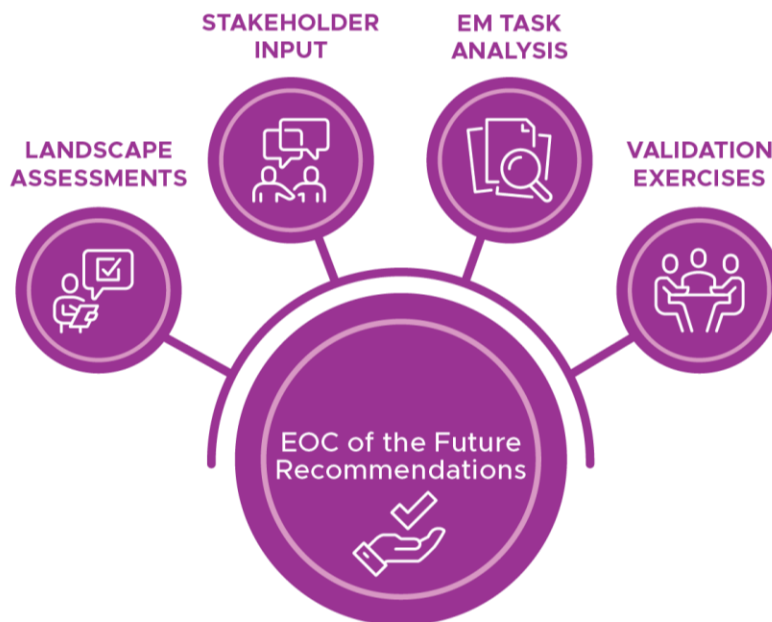 STAKEHOLDER
INPUT
EM TASK
ANALYSIS
LANDSCAPE
ASSESSMENTS
VALIDATION
EXERCISES
EOC of the Future
Recommendations